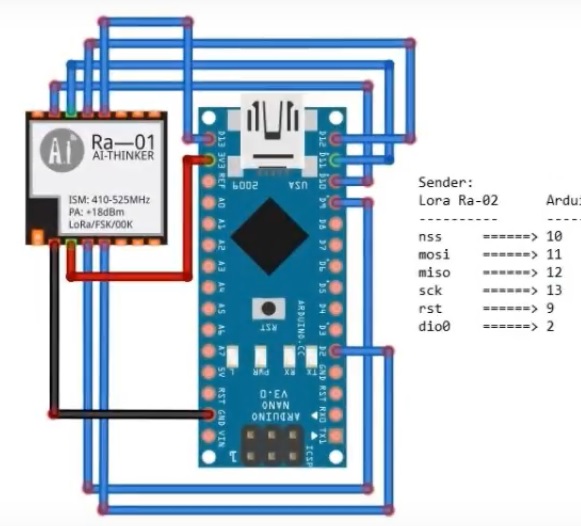 Ai
Ra—01
AI-THINKER
ISM: 410-525MHz
PA: +18dBm
LoRa/FSK/OOK
D13
3V3
REF
A0
A1
A2
A3
A4
A5
A6
A7
5V
RST
GND
VIN
D12
D11
D10
D9
D8
D7
D6
D5
D4
D3
D2
GND
RST
RX0
TX1
USA
2009
RST
ARDUINO.CC
TX
RX
PWR
L
ARDUINO
NANO
V3.0
ICSP
1
Sender:
Lora Ra-02 Ardui
---------- -----
nss ======> 10
mosi ======> 11
miso ======> 12
sck ======> 13
rst ======> 9
dio0 ======> 2